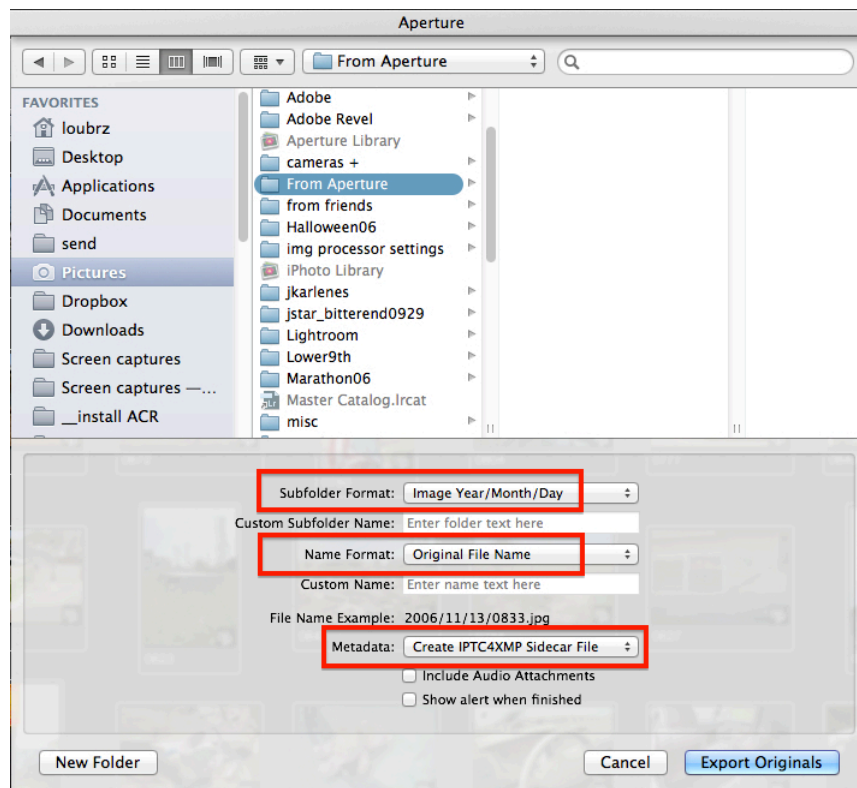 Aperture
From Aperture
FAVORITES
loubrz
Desktop
Applications
Documents
send
Pictures
Dropbox
Downloads
Screen captures
Screen captures —...
__install ACR
Adobe
Adobe Revel
Aperture Library
cameras +
From Aperture
from friends
Halloween06
img processor settings
iPhoto Library
jkarlenes
jstar_bitterend0929
Lightroom
Lower9th
Marathon06
Master Catalog.lrcat
misc
Subfolder Format: Image Year/Month/Day
Custom Subfolder Name: Enter folder text here
Name Format: Original File Name
Custom Name: Enter name text here
File Name Example: 2006/11/13/0833.jpg
Metadata: Create IPTC4XMP Sidecar File
Include Audio Attachments
Show alert when finished
New Folder
Cancel
Export Originals